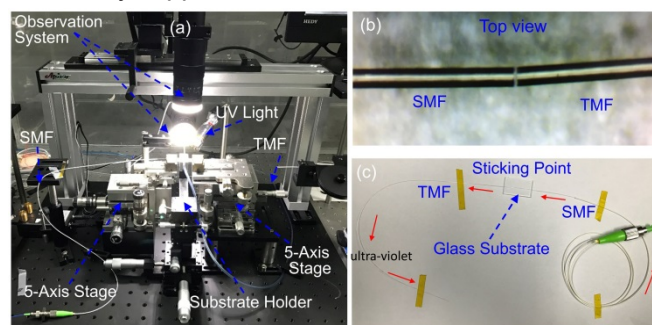 Observation
System
(a)
UV Light
SMF
TMF
5-Axis
Stage
5-Axis Stage
Substrate Holder
(b)
Top view
SMF
TMF
(c)
Sticking Point
TMF
SMF
Glass Substrate
ultra-violet